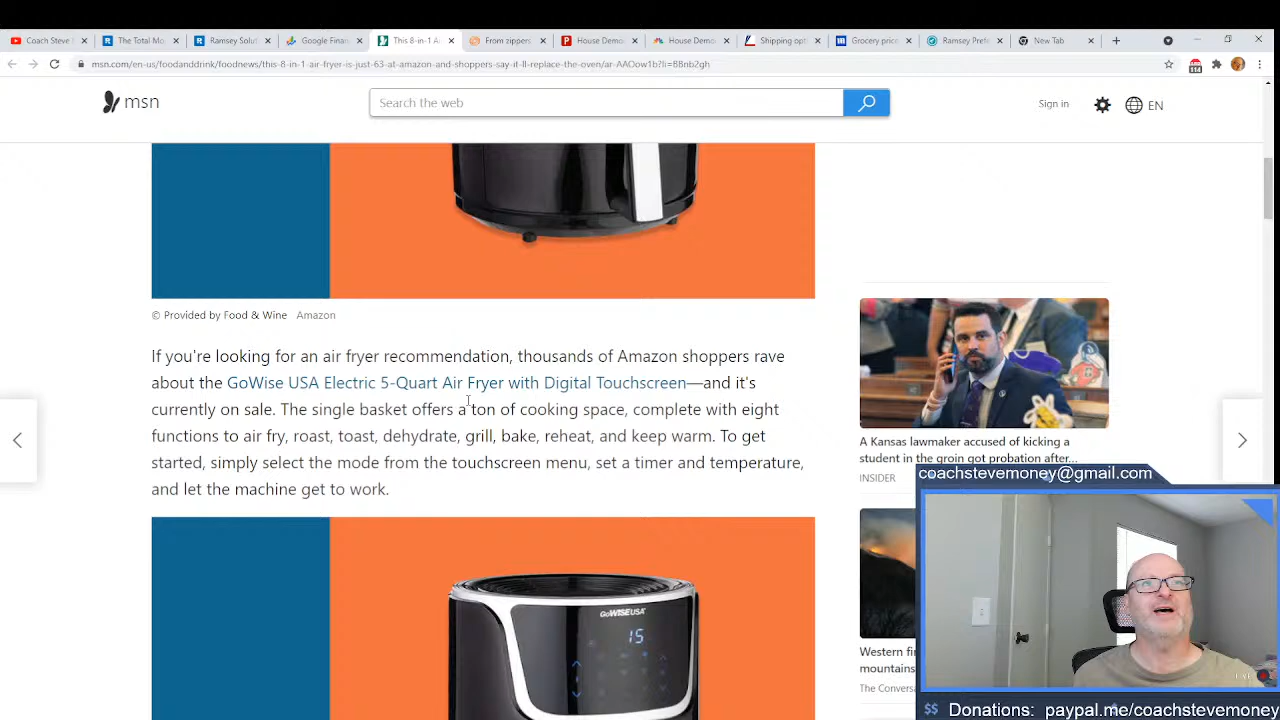 Coach Steve
The Total Mo
Ramsey Solut
Google Finan
This 8-in-1 A
From zippers
House Demo
House Demo
Shipping opt
Grocery price
Ramsey Prefe
New Tab
msn.com/en-us/foodanddrink/foodnews/this-8-in-1-air-fryer-is-just-63-at-amazon-and-shoppers-say-it-ll-replace-the-oven/ar-AAOow1b?li=BBnb2gh
114
msn
Search the web
Sign in
EN
© Provided by Food & Wine Amazon
If you're looking for an air fryer recommendation, thousands of Amazon shoppers rave
about the GoWise USA Electric 5-Quart Air Fryer with Digital Touchscreen—and it's
currently on sale. The single basket offers a ton of cooking space, complete with eight
functions to air fry, roast, toast, dehydrate, grill, bake, reheat, and keep warm. To get
started, simply select the mode from the touchscreen menu, set a timer and temperature,
and let the machine get to work.
GoWISEUSA
15
A Kansas lawmaker accused of kicking a
student in the groin got probation after...
INSIDER
Western fi
mountains
The Conversa
coachstevemoney@gmail.com
$$ Donations: paypal.me/coachstevemoney